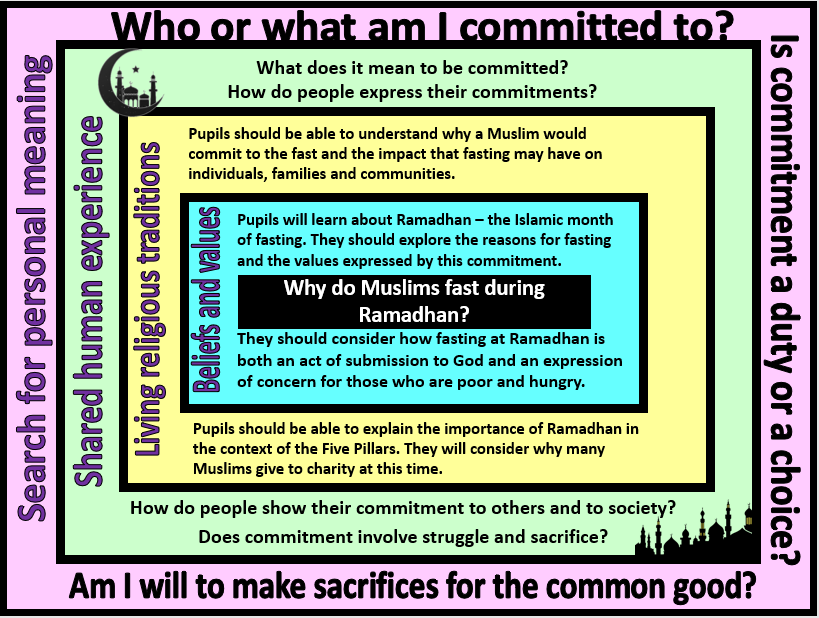 Who or what am I committed to?
Search for personal meaning
Is commitment a duty or a choice?
Shared human experience
What does it mean to be committed?
How do people express their commitments?
Living religious traditions
Pupils should be able to understand why a Muslim would
commit to the fast and the impact that fasting may have on
individuals, families and communities.
Beliefs and values
Pupils will learn about Ramadhan – the Islamic month
of fasting. They should explore the reasons for fasting
and the values expressed by this commitment.
Why do Muslims fast during
Ramadhan?
They should consider how fasting at Ramadhan is
both an act of submission to God and an expression
of concern for those who are poor and hungry.
Pupils should be able to explain the importance of Ramadhan in
the context of the Five Pillars. They will consider why many
Muslims give to charity at this time.
How do people show their commitment to others and to society?
Does commitment involve struggle and sacrifice?
Am I will to make sacrifices for the common good?